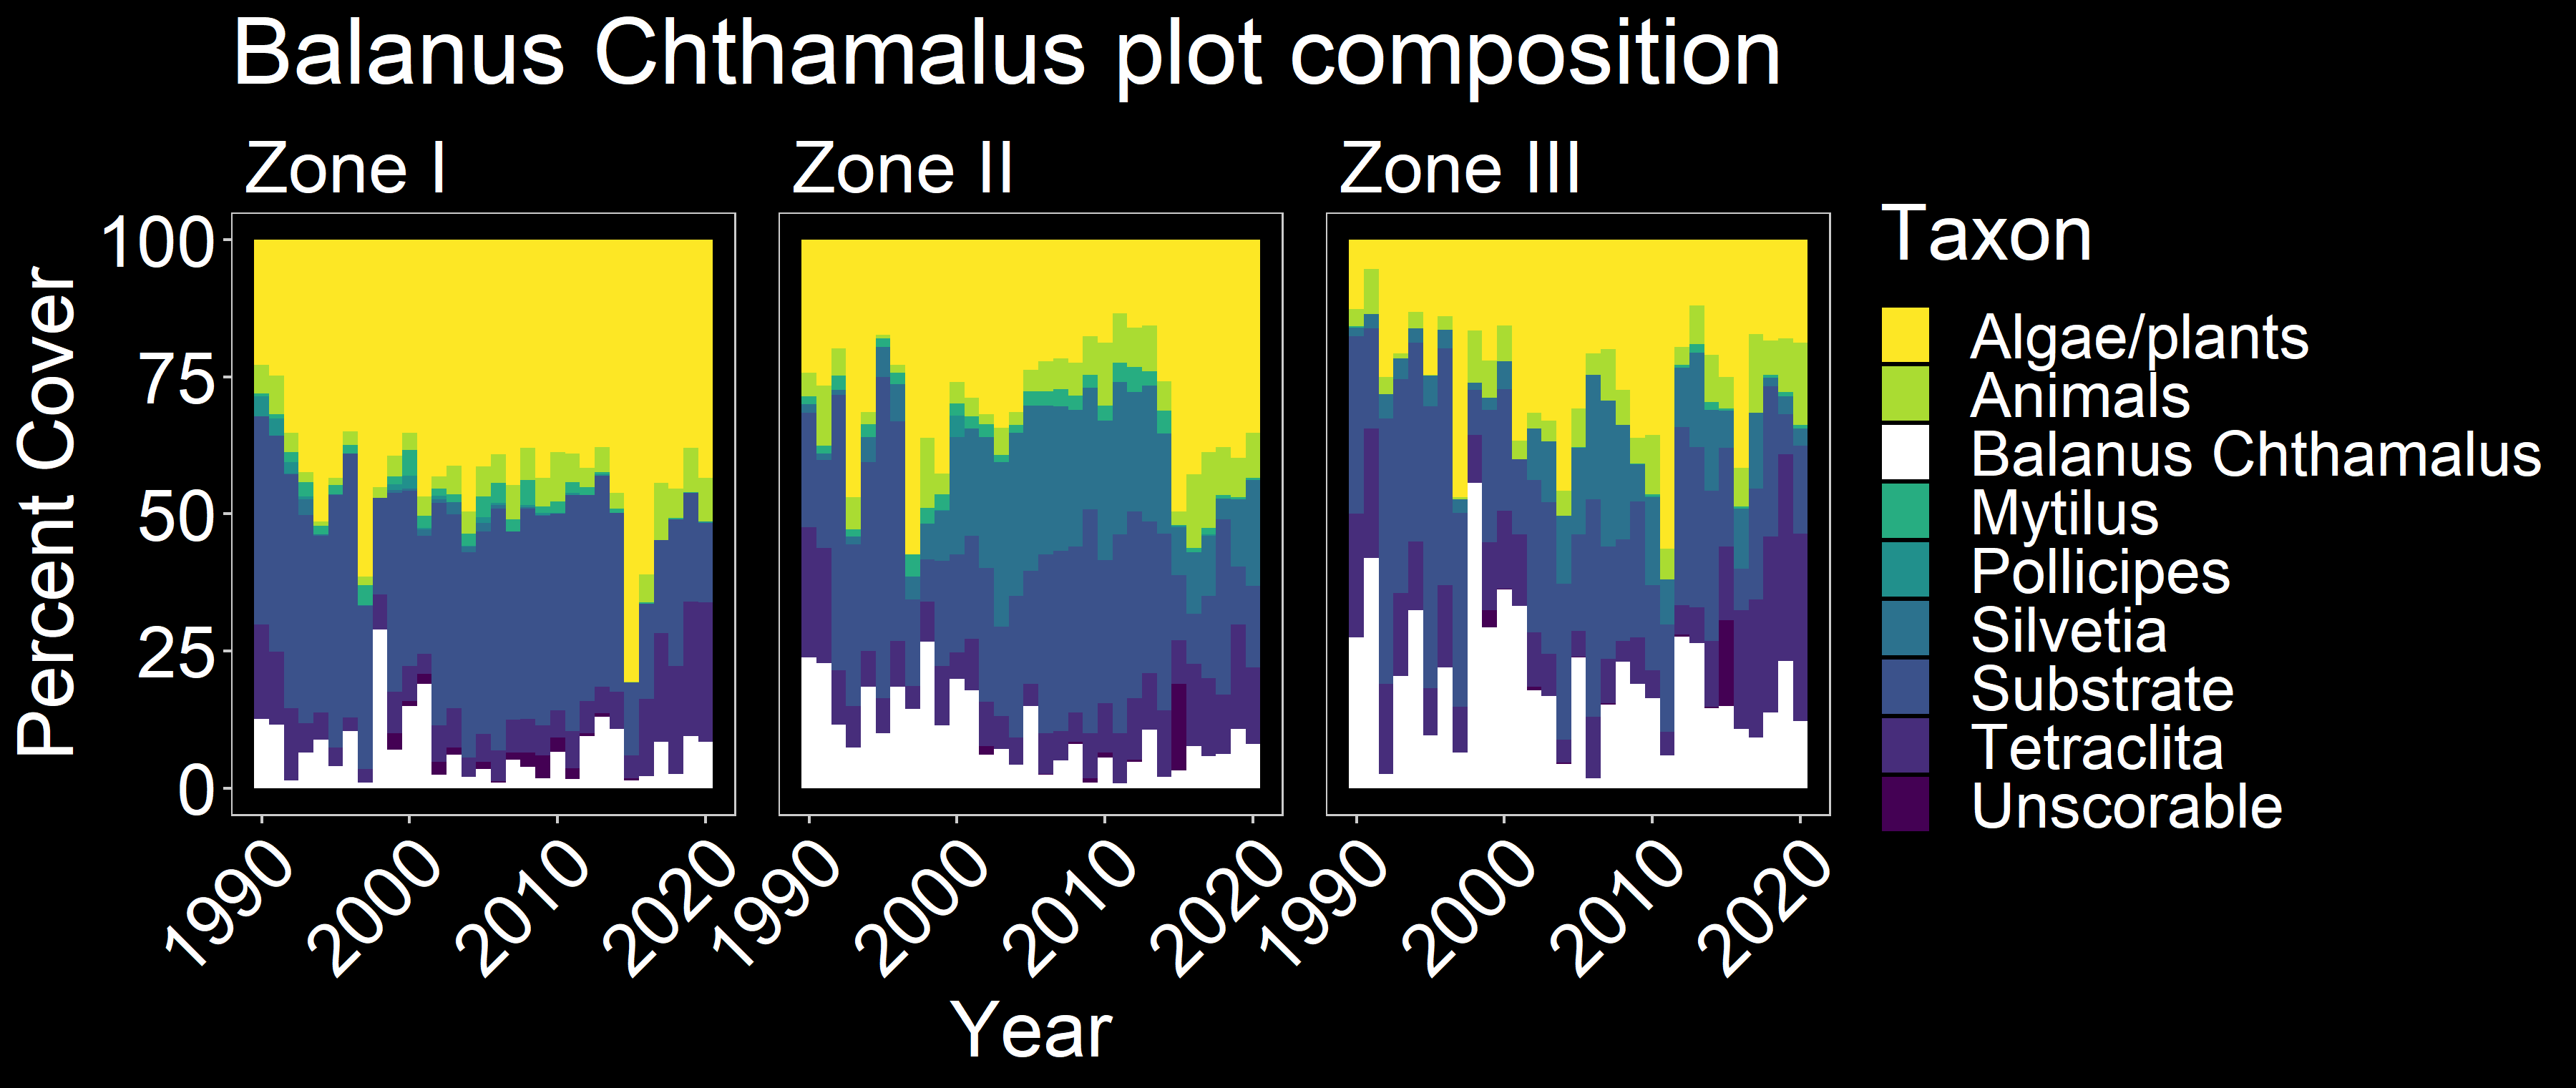 Balanus Chthamalus plot composition
Zone I
Zone II
Zone III
Percent Cover
100
75
50
25
0
1990
2000
2010
2020
1990
2000
2010
2020
1990
2000
2010
2020
Year
Taxon
Algae/plants
Animals
Balanus Chthamalus
Mytilus
Pollicipes
Silvetia
Substrate
Tetraclita
Unscorable